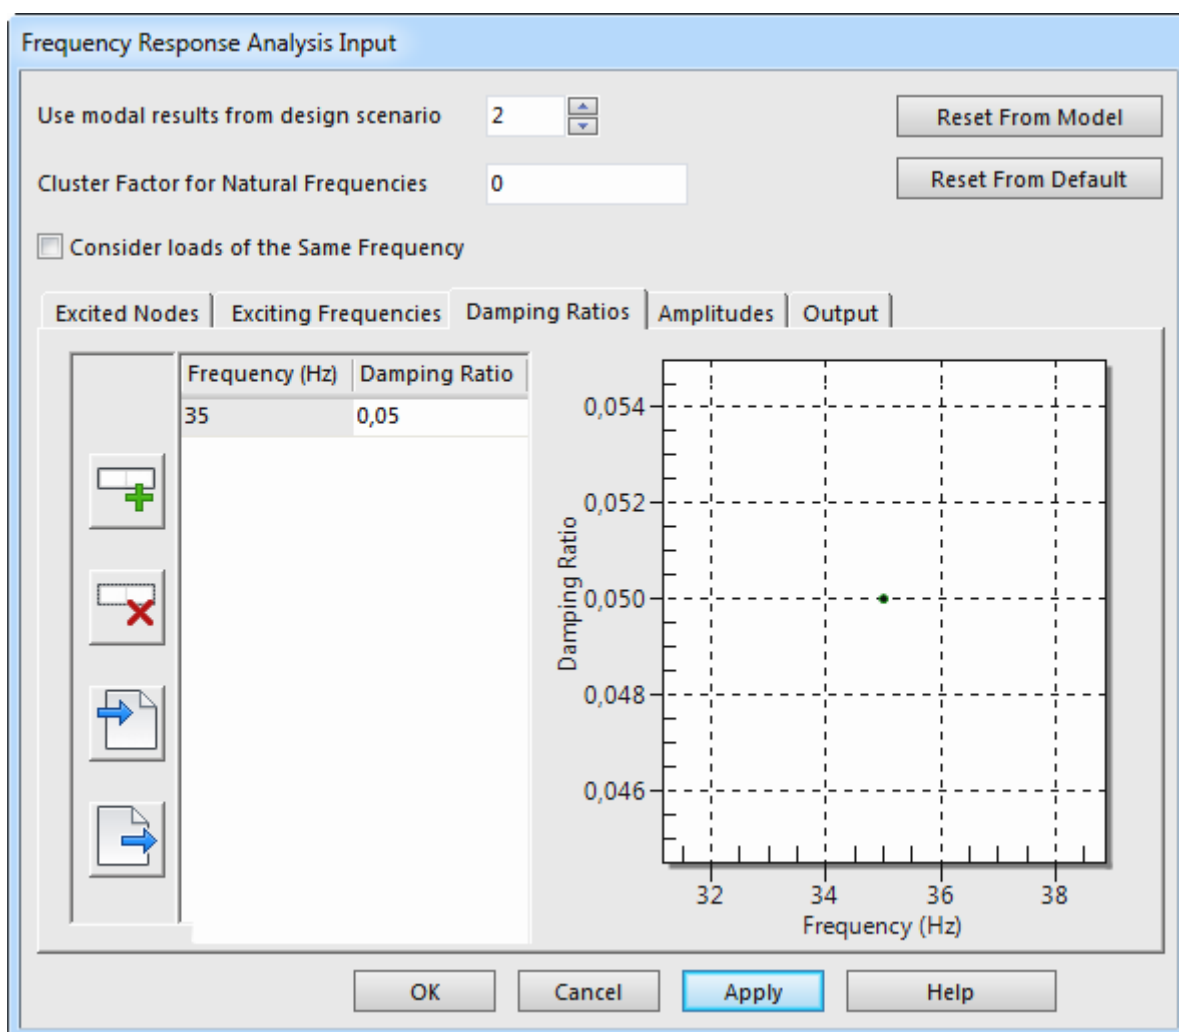 Frequency Response Analysis Input
Use modal results from design scenario 2 Reset From Model
Cluster Factor for Natural Frequencies 0 Reset From Default
Consider loads of the Same Frequency
Excited Nodes Exciting Frequencies Damping Ratios Amplitudes Output
Frequency (Hz) Damping Ratio
35 0,05
Damping Ratio
0,054
0,052
0,050
0,048
0,046
32 34 36 38
Frequency (Hz)
OK Cancel Apply Help